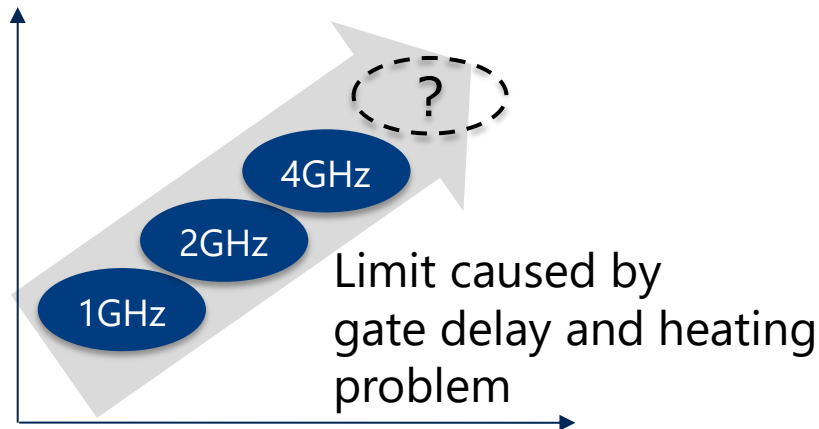 ?
4GHz
2GHz
1GHz
Limit caused by
gate delay and heating
problem